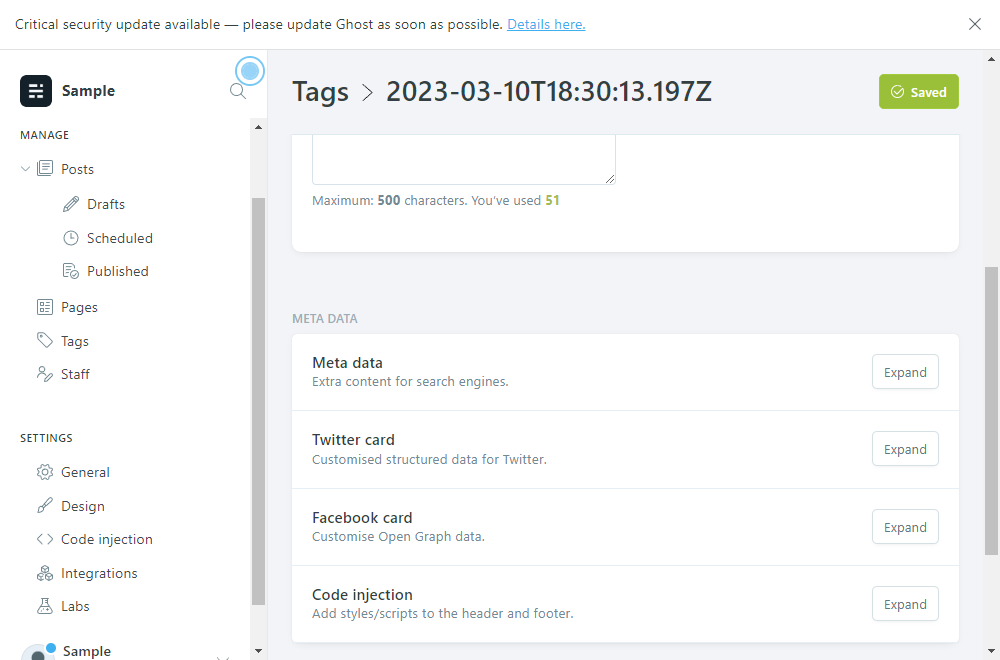 Critical security update available — please update Ghost as soon as possible. Details here.
Sample
MANAGE
Posts
Drafts
Scheduled
Published
Pages
Tags
Staff
SETTINGS
General
Design
Code injection
Integrations
Labs
Sample
Tags > 2023-03-10T18:30:13.197Z
Saved
Maximum: 500 characters. You've used 51
META DATA
Meta data
Extra content for search engines.
Expand
Twitter card
Customised structured data for Twitter.
Expand
Facebook card
Customise Open Graph data.
Expand
Code injection
Add styles/scripts to the header and footer.
Expand